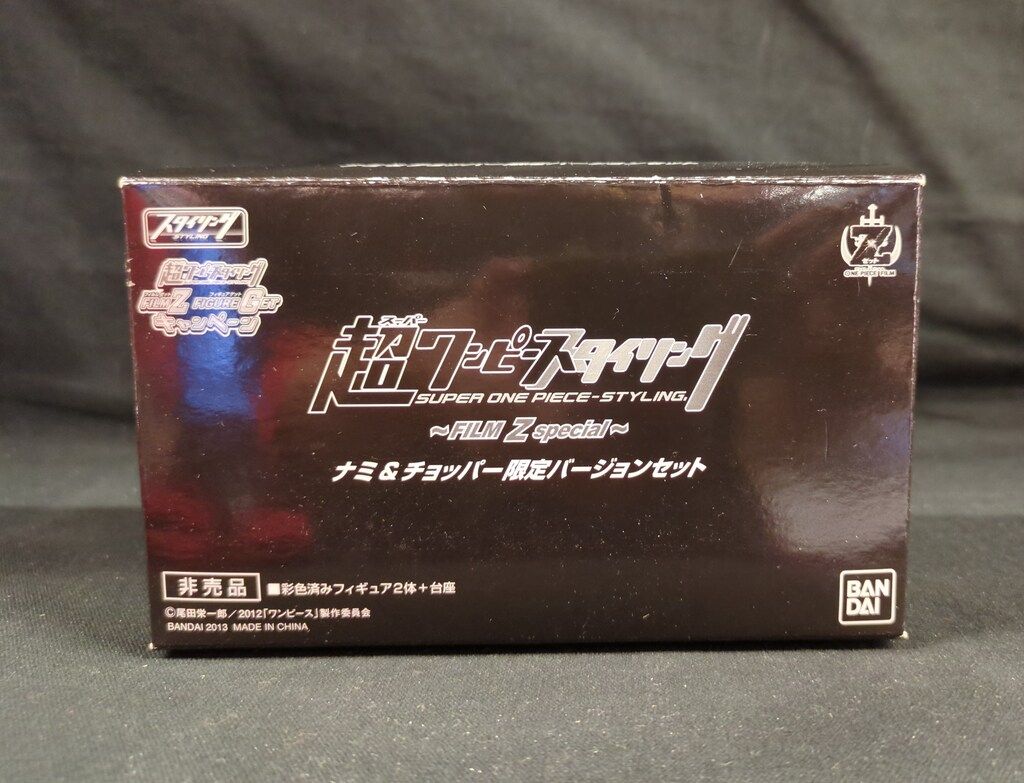 スタイリング
STYLING
超ワンピーススタイリング
FILM Z FIGURE GET
キャンペーン
ゼット
ONE PIECE FILM
スーパー
超ワンピーススタイリング
SUPER ONE PIECE-STYLING
～FILM Z special～
ナミ＆チョッパー限定バージョンセット
非売品 ■彩色済みフィギュア2体＋台座
©尾田栄一郎／2012「ワンピース」製作委員会
BANDAI 2013 MADE IN CHINA
BAN
DAI